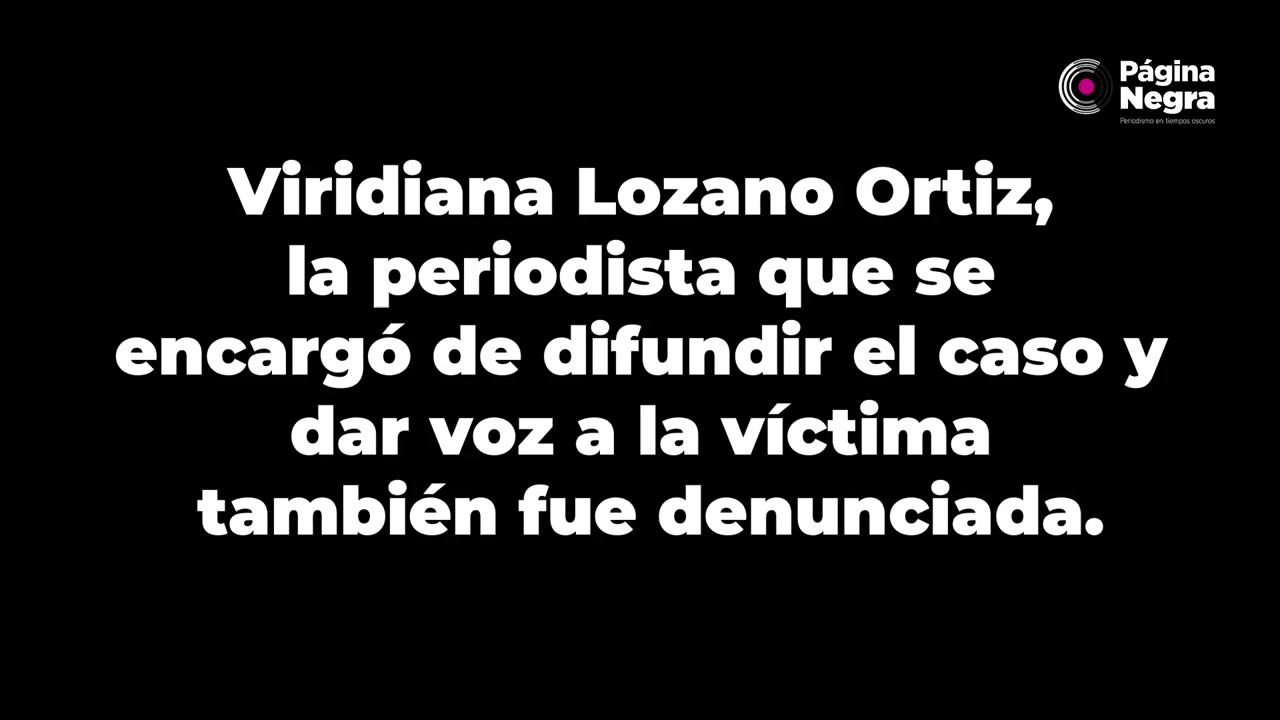 Página
Negra
Periodismo en tiempos oscuros
Viridiana Lozano Ortiz,
la periodista que se
encargó de difundir el caso y
dar voz a la víctima
también fue denunciada.